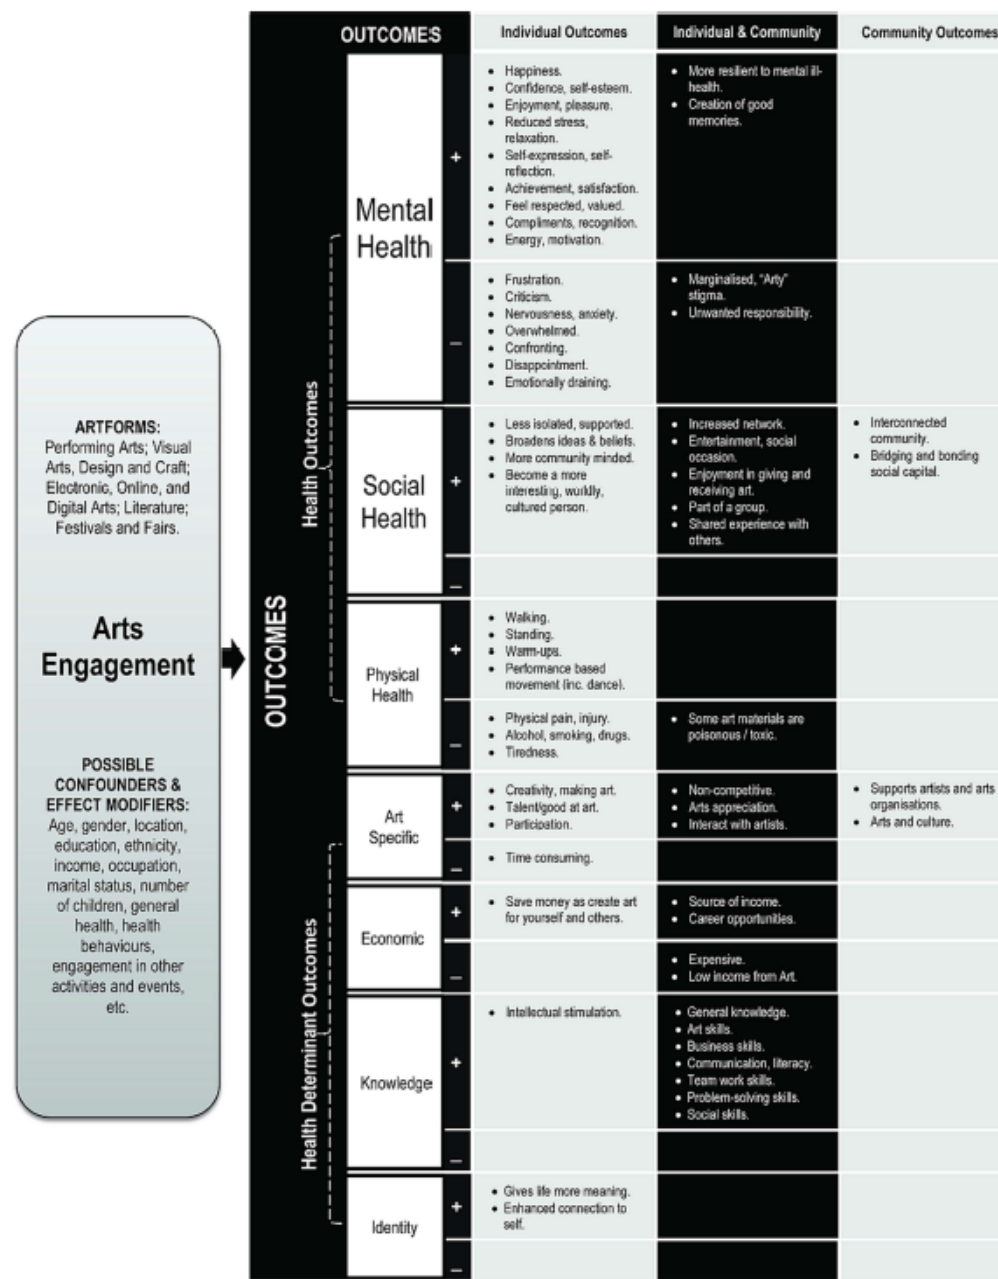 OUTCOMES
Individual Outcomes
Individual & Community
Community Outcomes
ARTFORMS:
Performing Arts; Visual
Arts, Design and Craft;
Electronic, Online, and
Digital Arts; Literature;
Festivals and Fairs.
Arts
Engagement
POSSIBLE
CONFOUNDERS &
EFFECT MODIFIERS:
Age, gender, location,
education, ethnicity,
income, occupation,
marital status, number
of children, general
health, health
behaviours,
engagement in other
activities and events,
etc.
OUTCOMES
Health Outcomes
Mental
Health
+
• Happiness.
• Confidence, self-esteem.
• Enjoyment, pleasure.
• Reduced stress,
relaxation.
• Self-expression, self-
reflection.
• Achievement, satisfaction.
• Feel respected, valued.
• Compliments, recognition.
• Energy, motivation.
• More resilient to mental ill-
health.
• Creation of good
memories.
–
• Frustration.
• Criticism.
• Nervousness, anxiety.
• Overwhelmed.
• Confronting.
• Disappointment.
• Emotionally draining.
• Marginalised, “Arty”
stigma.
• Unwanted responsibility.
Social
Health
+
• Less isolated, supported.
• Broadens ideas & beliefs.
• More community minded.
• Become a more
interesting, worldly,
cultured person.
• Increased network.
• Entertainment, social
occasion.
• Enjoyment in giving and
receiving art.
• Part of a group.
• Shared experience with
others.
• Interconnected
community.
• Bridging and bonding
social capital.
–
Physical
Health
+
• Walking.
• Standing.
• Warm-ups.
• Performance based
movement (inc. dance).
–
• Physical pain, injury.
• Alcohol, smoking, drugs.
• Tiredness.
• Some art materials are
poisonous / toxic.
Health Determinant Outcomes
Art
Specific
+
• Creativity, making art.
• Talent/good at art.
• Participation.
• Non-competitive.
• Arts appreciation.
• Interact with artists.
• Supports artists and arts
organisations.
• Arts and culture.
–
• Time consuming.
Economic
+
• Save money as create art
for yourself and others.
• Source of income.
• Career opportunities.
–
• Expensive.
• Low income from Art.
Knowledge
+
• Intellectual stimulation.
• General knowledge.
• Art skills.
• Business skills.
• Communication, literacy.
• Team work skills.
• Problem-solving skills.
• Social skills.
–
Identity
+
• Gives life more meaning.
• Enhanced connection to
self.
–